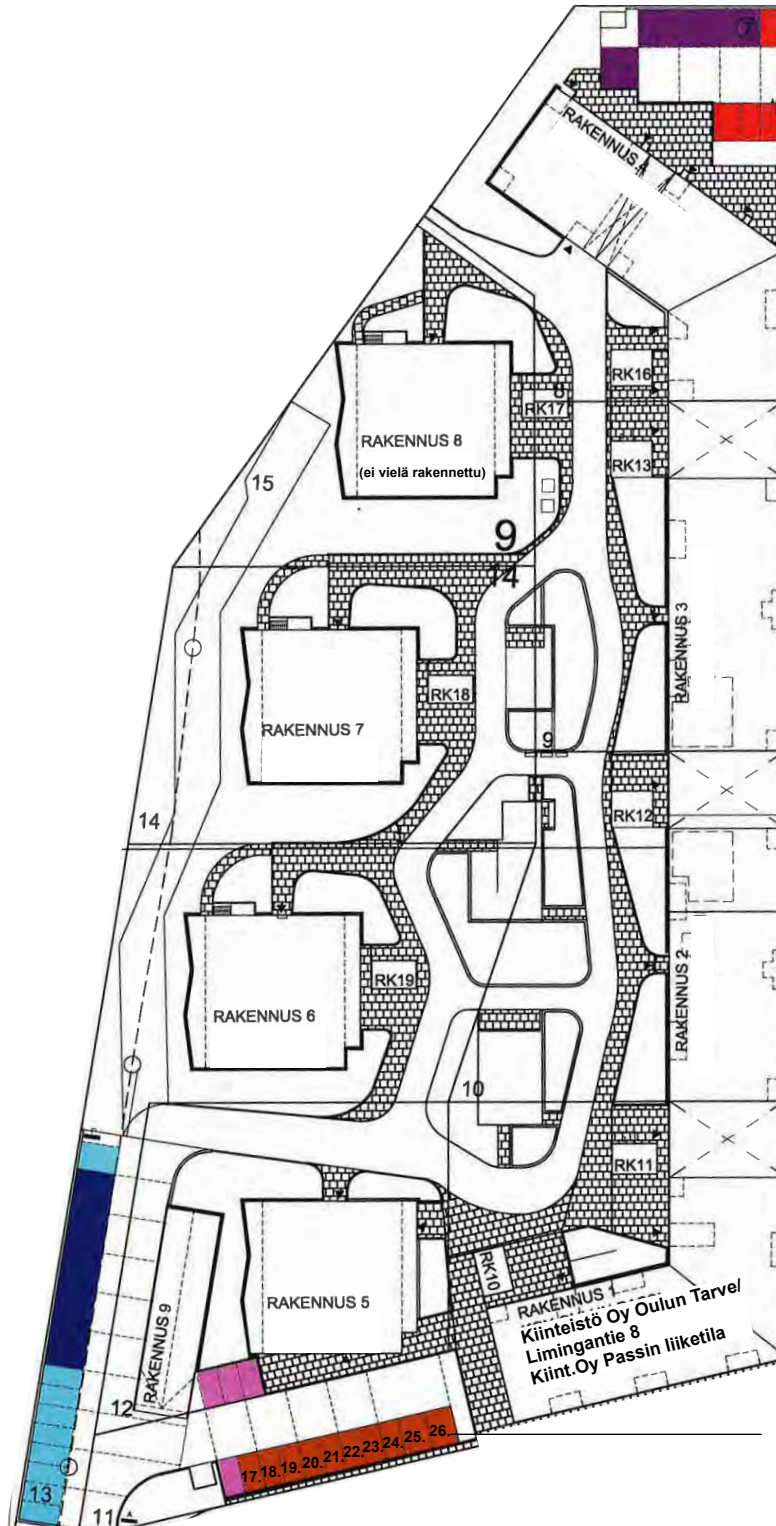 7
RAKENNUS 4
RK16
8
RK17
RAKENNUS 8
(ei vielä rakennettu)
RK13
15
9
14
RAKENNUS 3
RK18
RAKENNUS 7
9
14
RK12
RK19
RAKENNUS 6
RAKENNUS 2
10
RK11
RK10
RAKENNUS 5
RAKENNUS 9
RAKENNUS 1
Kiinteistö Oy Oulun Tarve/
Limingantie 8
Kiint.Oy Passin liiketila
12
17. 18. 19. 20. 21. 22. 23. 24. 25. 26.
13
11